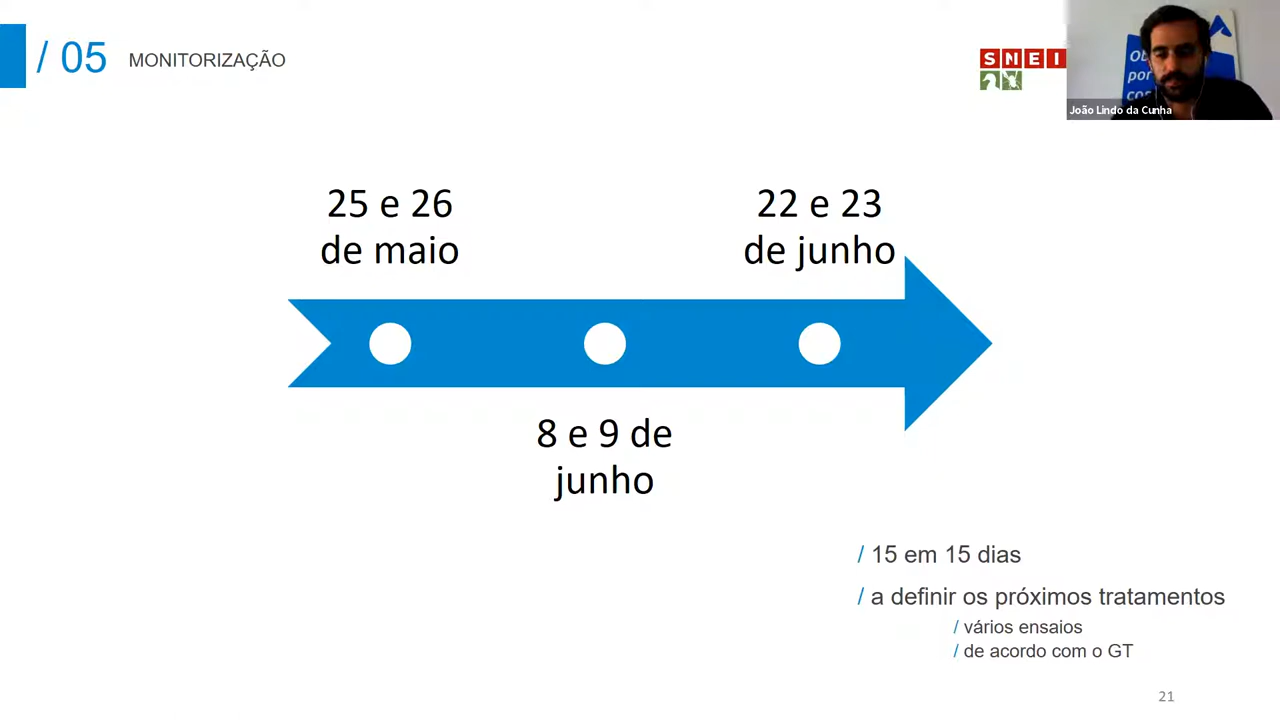 / 05 MONITORIZAÇÃO
SNEI
João Lindo da Cunha
25 e 26
de maio
22 e 23
de junho
8 e 9 de
junho
/ 15 em 15 dias
/ a definir os próximos tratamentos
/ vários ensaios
/ de acordo com o GT
21